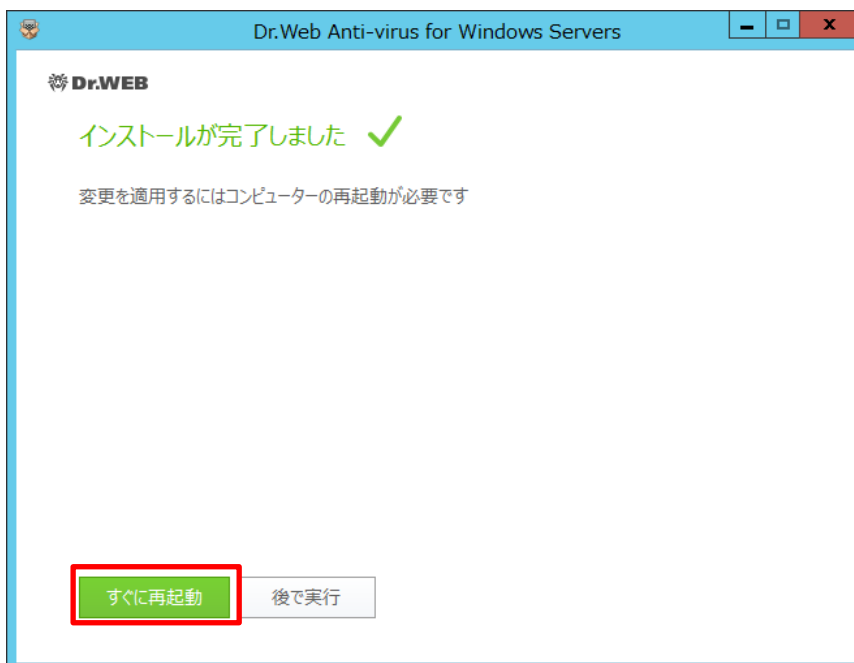 Dr.Web Anti-virus for Windows Servers
Dr.WEB
インストールが完了しました
変更を適用するにはコンピューターの再起動が必要です
すぐに再起動
後で実行